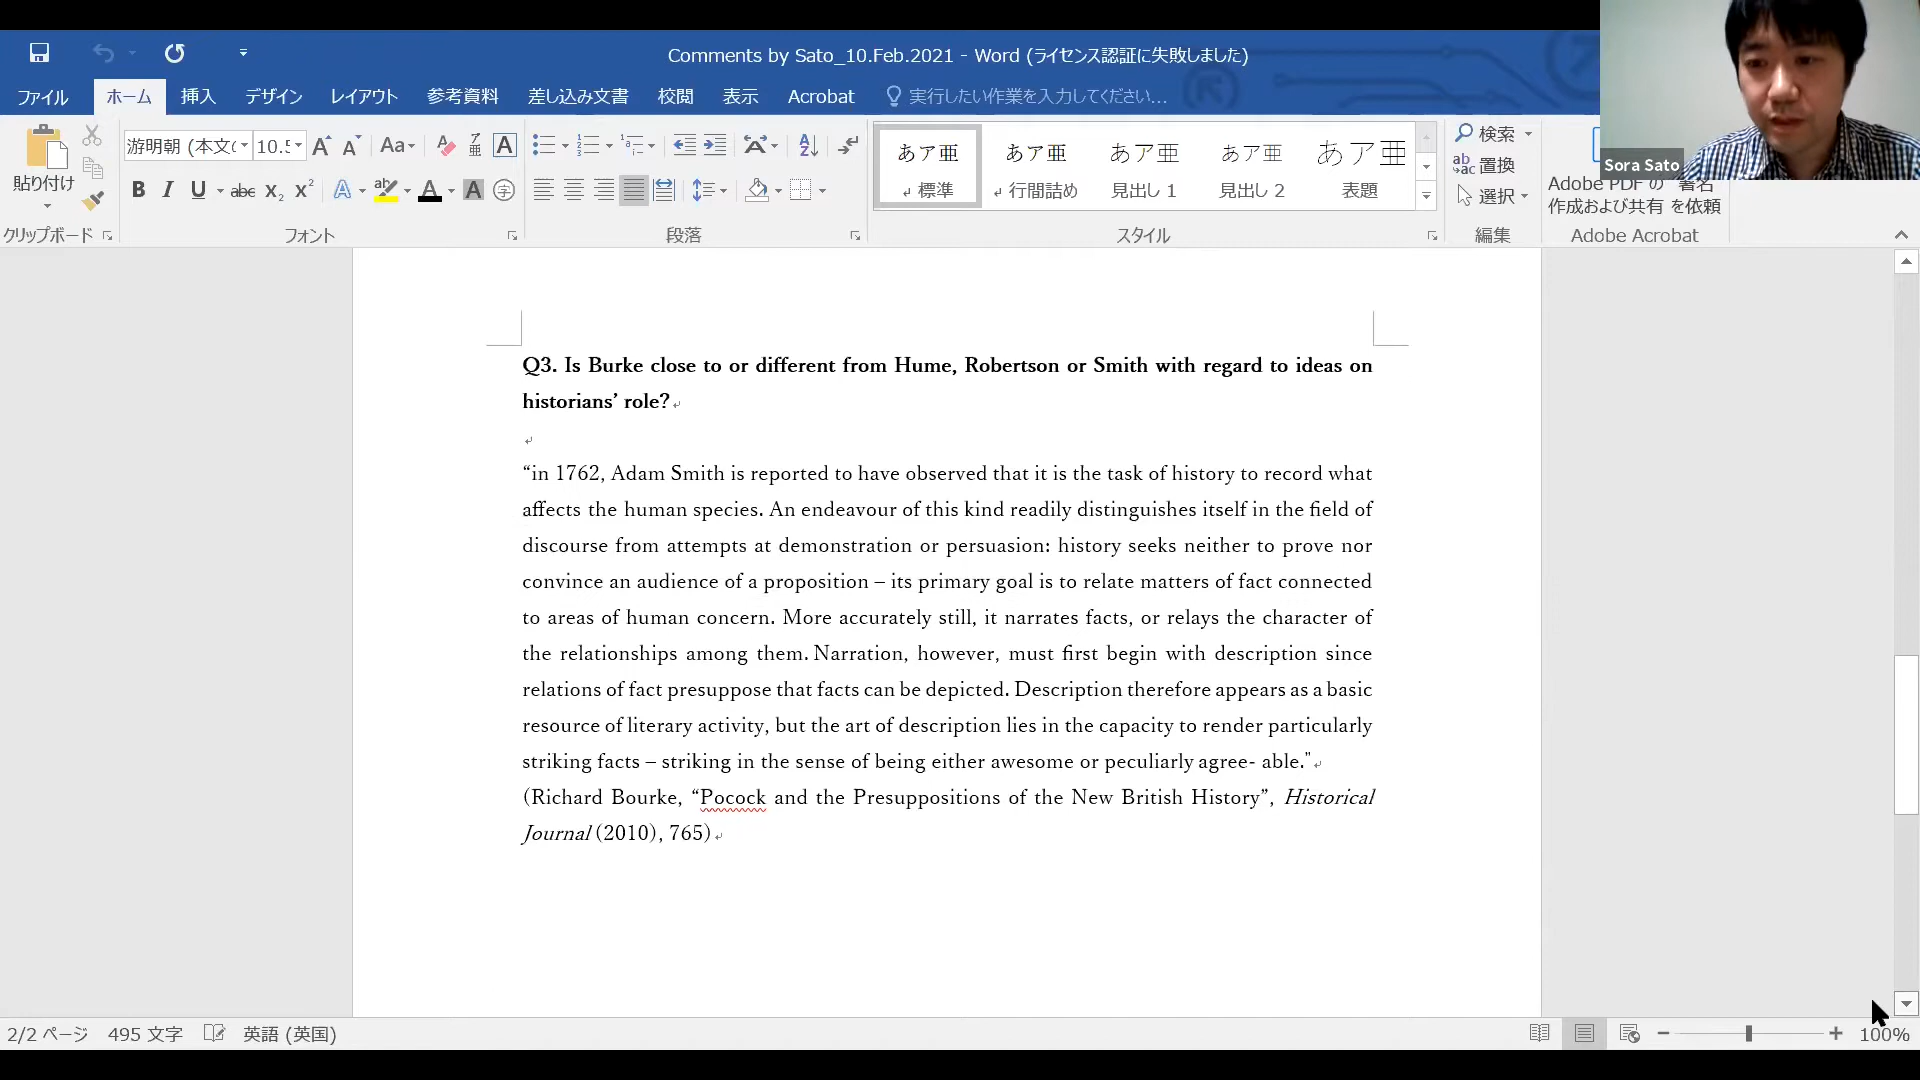 Comments by Sato_10.Feb.2021 - Word (ライセンス認証に失敗しました)
ファイル ホーム 挿入 デザイン レイアウト 参考資料 差し込み文書 校閲 表示 Acrobat 実行したい作業を入力してください...
Sora Sato
貼り付け
クリップボード
游明朝 (本文 10.5
フォント
段落
あア亜 標準
あア亜 行間詰め
あア亜 見出し 1
あア亜 見出し 2
あア亜 表題
スタイル
検索
置換
選択
編集
Adobe PDF の 署名
作成および共有 を依頼
Adobe Acrobat
Q3. Is Burke close to or different from Hume, Robertson or Smith with regard to ideas on
historians’ role?
“in 1762, Adam Smith is reported to have observed that it is the task of history to record what
affects the human species. An endeavour of this kind readily distinguishes itself in the field of
discourse from attempts at demonstration or persuasion: history seeks neither to prove nor
convince an audience of a proposition – its primary goal is to relate matters of fact connected
to areas of human concern. More accurately still, it narrates facts, or relays the character of
the relationships among them. Narration, however, must first begin with description since
relations of fact presuppose that facts can be depicted. Description therefore appears as a basic
resource of literary activity, but the art of description lies in the capacity to render particularly
striking facts – striking in the sense of being either awesome or peculiarly agree- able."
(Richard Bourke, “Pocock and the Presuppositions of the New British History”, Historical
Journal (2010), 765)
2/2 ページ 495 文字 英語 (英国) 100%